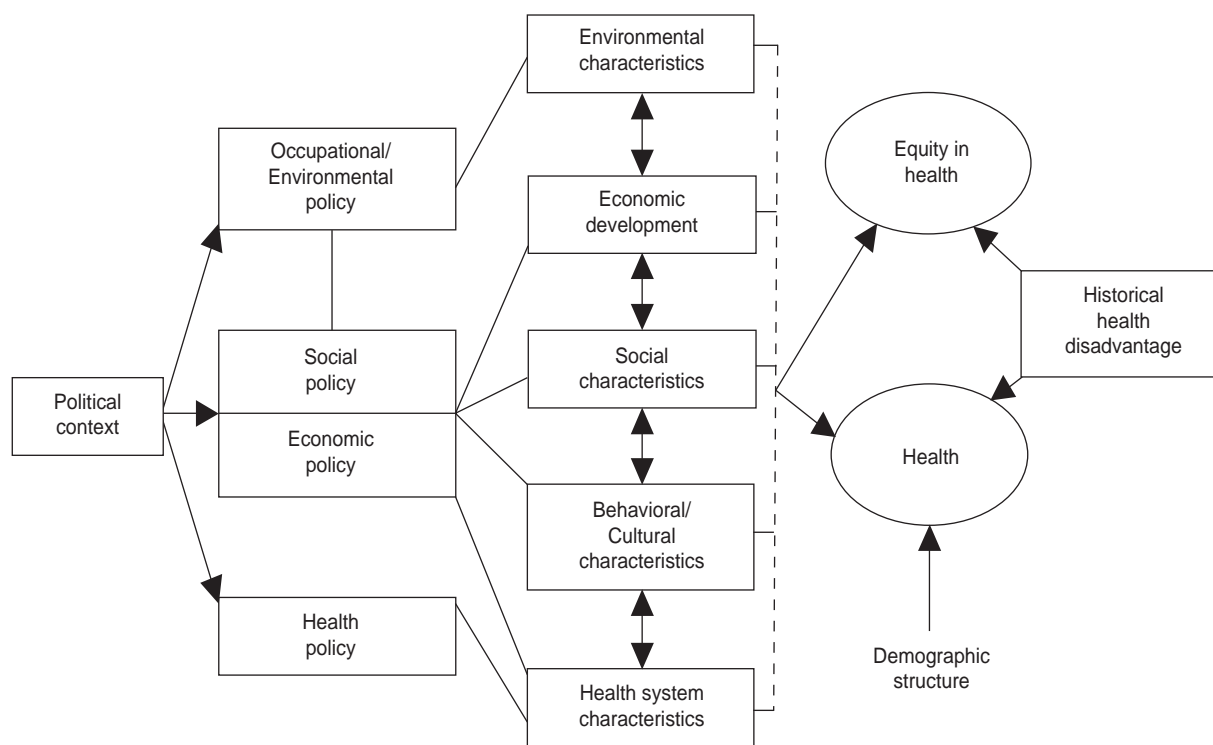 Environmental
characteristics
Occupational/
Environmental
policy
Equity in
health
Economic
development
Historical
health
disadvantage
Social
policy
Social
characteristics
Political
context
Economic
policy
Health
Behavioral/
Cultural
characteristics
Health
policy
Demographic
structure
Health system
characteristics